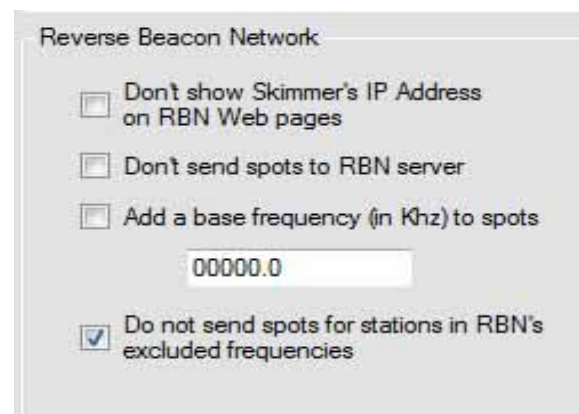 Reverse Beacon Network
Don't show Skimmer's IP Address
on RBN Web pages
Don't send spots to RBN server
Add a base frequency (in Khz) to spots
00000.0
Do not send spots for stations in RBN's
excluded frequencies